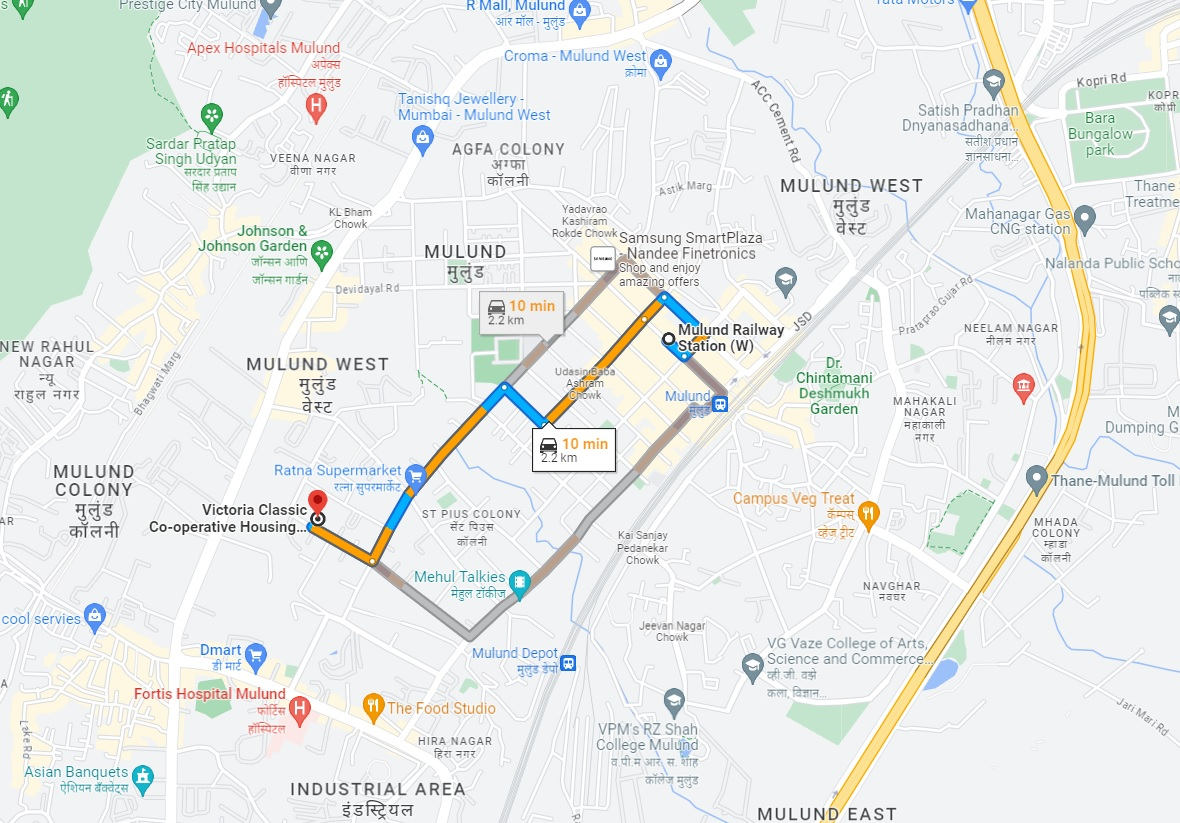 Prestige City Mulund
R Mall, Mulund
आर मॉल - मुलुंड
Tata Motors
Apex Hospitals Mulund
अपेक्स
हॉस्पिटल मुलुंड
Croma - Mulund West
क्रोमा
Kopri Rd
Tanishq Jewellery -
Mumbai - Mulund West
ACC Cement Rd
Satish Pradhan
Dnyanasadhana...
सतीश प्रधान
ज्ञानसाधना...
Bara
Bungalow
park
Sardar Pratap
Singh Udyan
सरदार प्रताप
सिंह उद्यान
VEENA NAGAR
वीणा नगर
AGFA COLONY
अग्फा
कॉलनी
Astik Marg
MULUND WEST
मुलुंड
वेस्ट
KL Bham
Chowk
Yadavrao
Kashiram
Rokde Chowk
Mahanagar Gas
CNG station
Johnson &
Johnson Garden
जॉन्सन आणि
जॉन्सन गार्डन
MULUND
मुलुंड
Samsung SmartPlaza
- Nandee Finetronics
Shop and enjoy
amazing offers
SAMSUNG
Nalanda Public Scho
Devidayal Rd
10 min
2.2 km
Prataprao Gujar Rd
JSD
NEELAM NAGAR
नीलम नगर
Mulund Railway
Station (W)
NEW RAHUL
NAGAR
न्यू
राहुल नगर
MULUND WEST
मुलुंड
वेस्ट
Bhagwati Marg
Udasin Baba
Ashram
Chowk
Dr.
Chintamani
Deshmukh
Garden
Mulund
मुलुंड
MAHAKALI
NAGAR
महाकाली
नगर
Dumping G
10 min
2.2 km
MULUND
COLONY
मुलुंड
कॉलनी
Ratna Supermarket
रत्ना सुपरमार्केट
Thane-Mulund Toll
Victoria Classic
Co-operative Housing...
Campus Veg Treat
कॅम्पस्
व्हेज ट्रीट
ST PIUS COLONY
सेंट पिउस
कॉलनी
MHADA
COLONY
म्हाडा
कॉलनी
Kai Sanjay
Pedanekar
Chowk
Mehul Talkies
मेहुल टॉकीज
NAVGHAR
नवघर
cool servies
Jeevan Nagar
Chowk
Dmart
डी मार्ट
Mulund Depot
मुलुंड डेपो
VG Vaze College of Arts,
Science and Commerce...
व्ही.जी. वझे
कला, विज्ञान...
Fortis Hospital Mulund
फोर्टिस
हॉस्पिटल
The Food Studio
Jari Mari Rd
VPM's RZ Shah
College Mulund
व पी म आर. स. शाह
कॉलेज मुलुंड
Lake Rd
HIRA NAGAR
हिरा नगर
Asian Banquets
ऐशियन बॅंक्वेट्स
INDUSTRIAL AREA
इंडस्ट्रियल
MULUND EAST